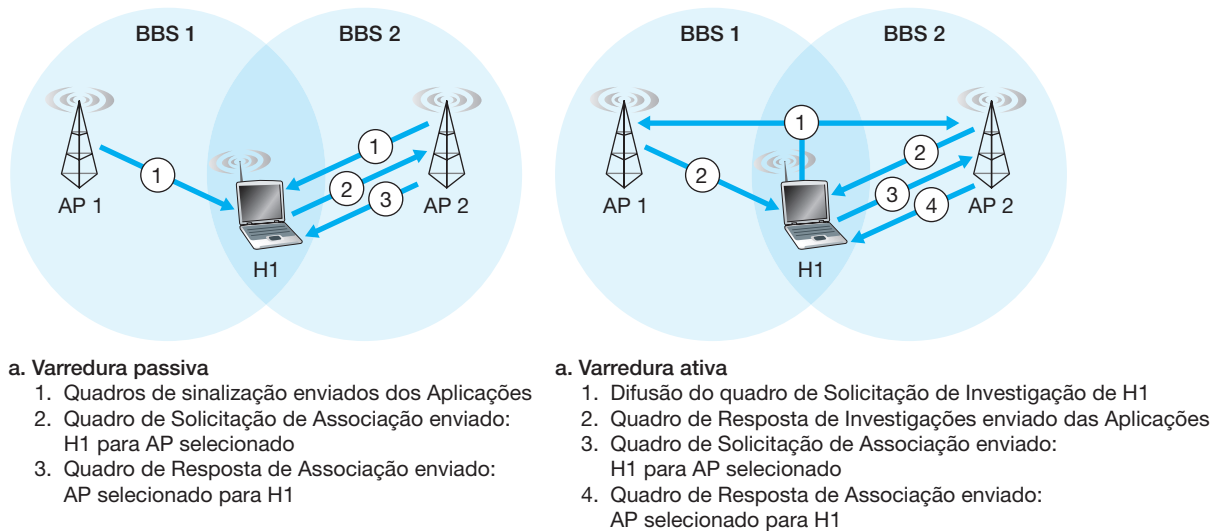 BBS 1
BBS 2
1
1
2
3
AP 1
AP 2
H1
a. Varredura passiva
1. Quadros de sinalização enviados dos Aplicações
2. Quadro de Solicitação de Associação enviado:
H1 para AP selecionado
3. Quadro de Resposta de Associação enviado:
AP selecionado para H1
BBS 1
BBS 2
1
2
2
3
4
AP 1
AP 2
H1
a. Varredura ativa
1. Difusão do quadro de Solicitação de Investigação de H1
2. Quadro de Resposta de Investigações enviado das Aplicações
3. Quadro de Solicitação de Associação enviado:
H1 para AP selecionado
4. Quadro de Resposta de Associação enviado:
AP selecionado para H1